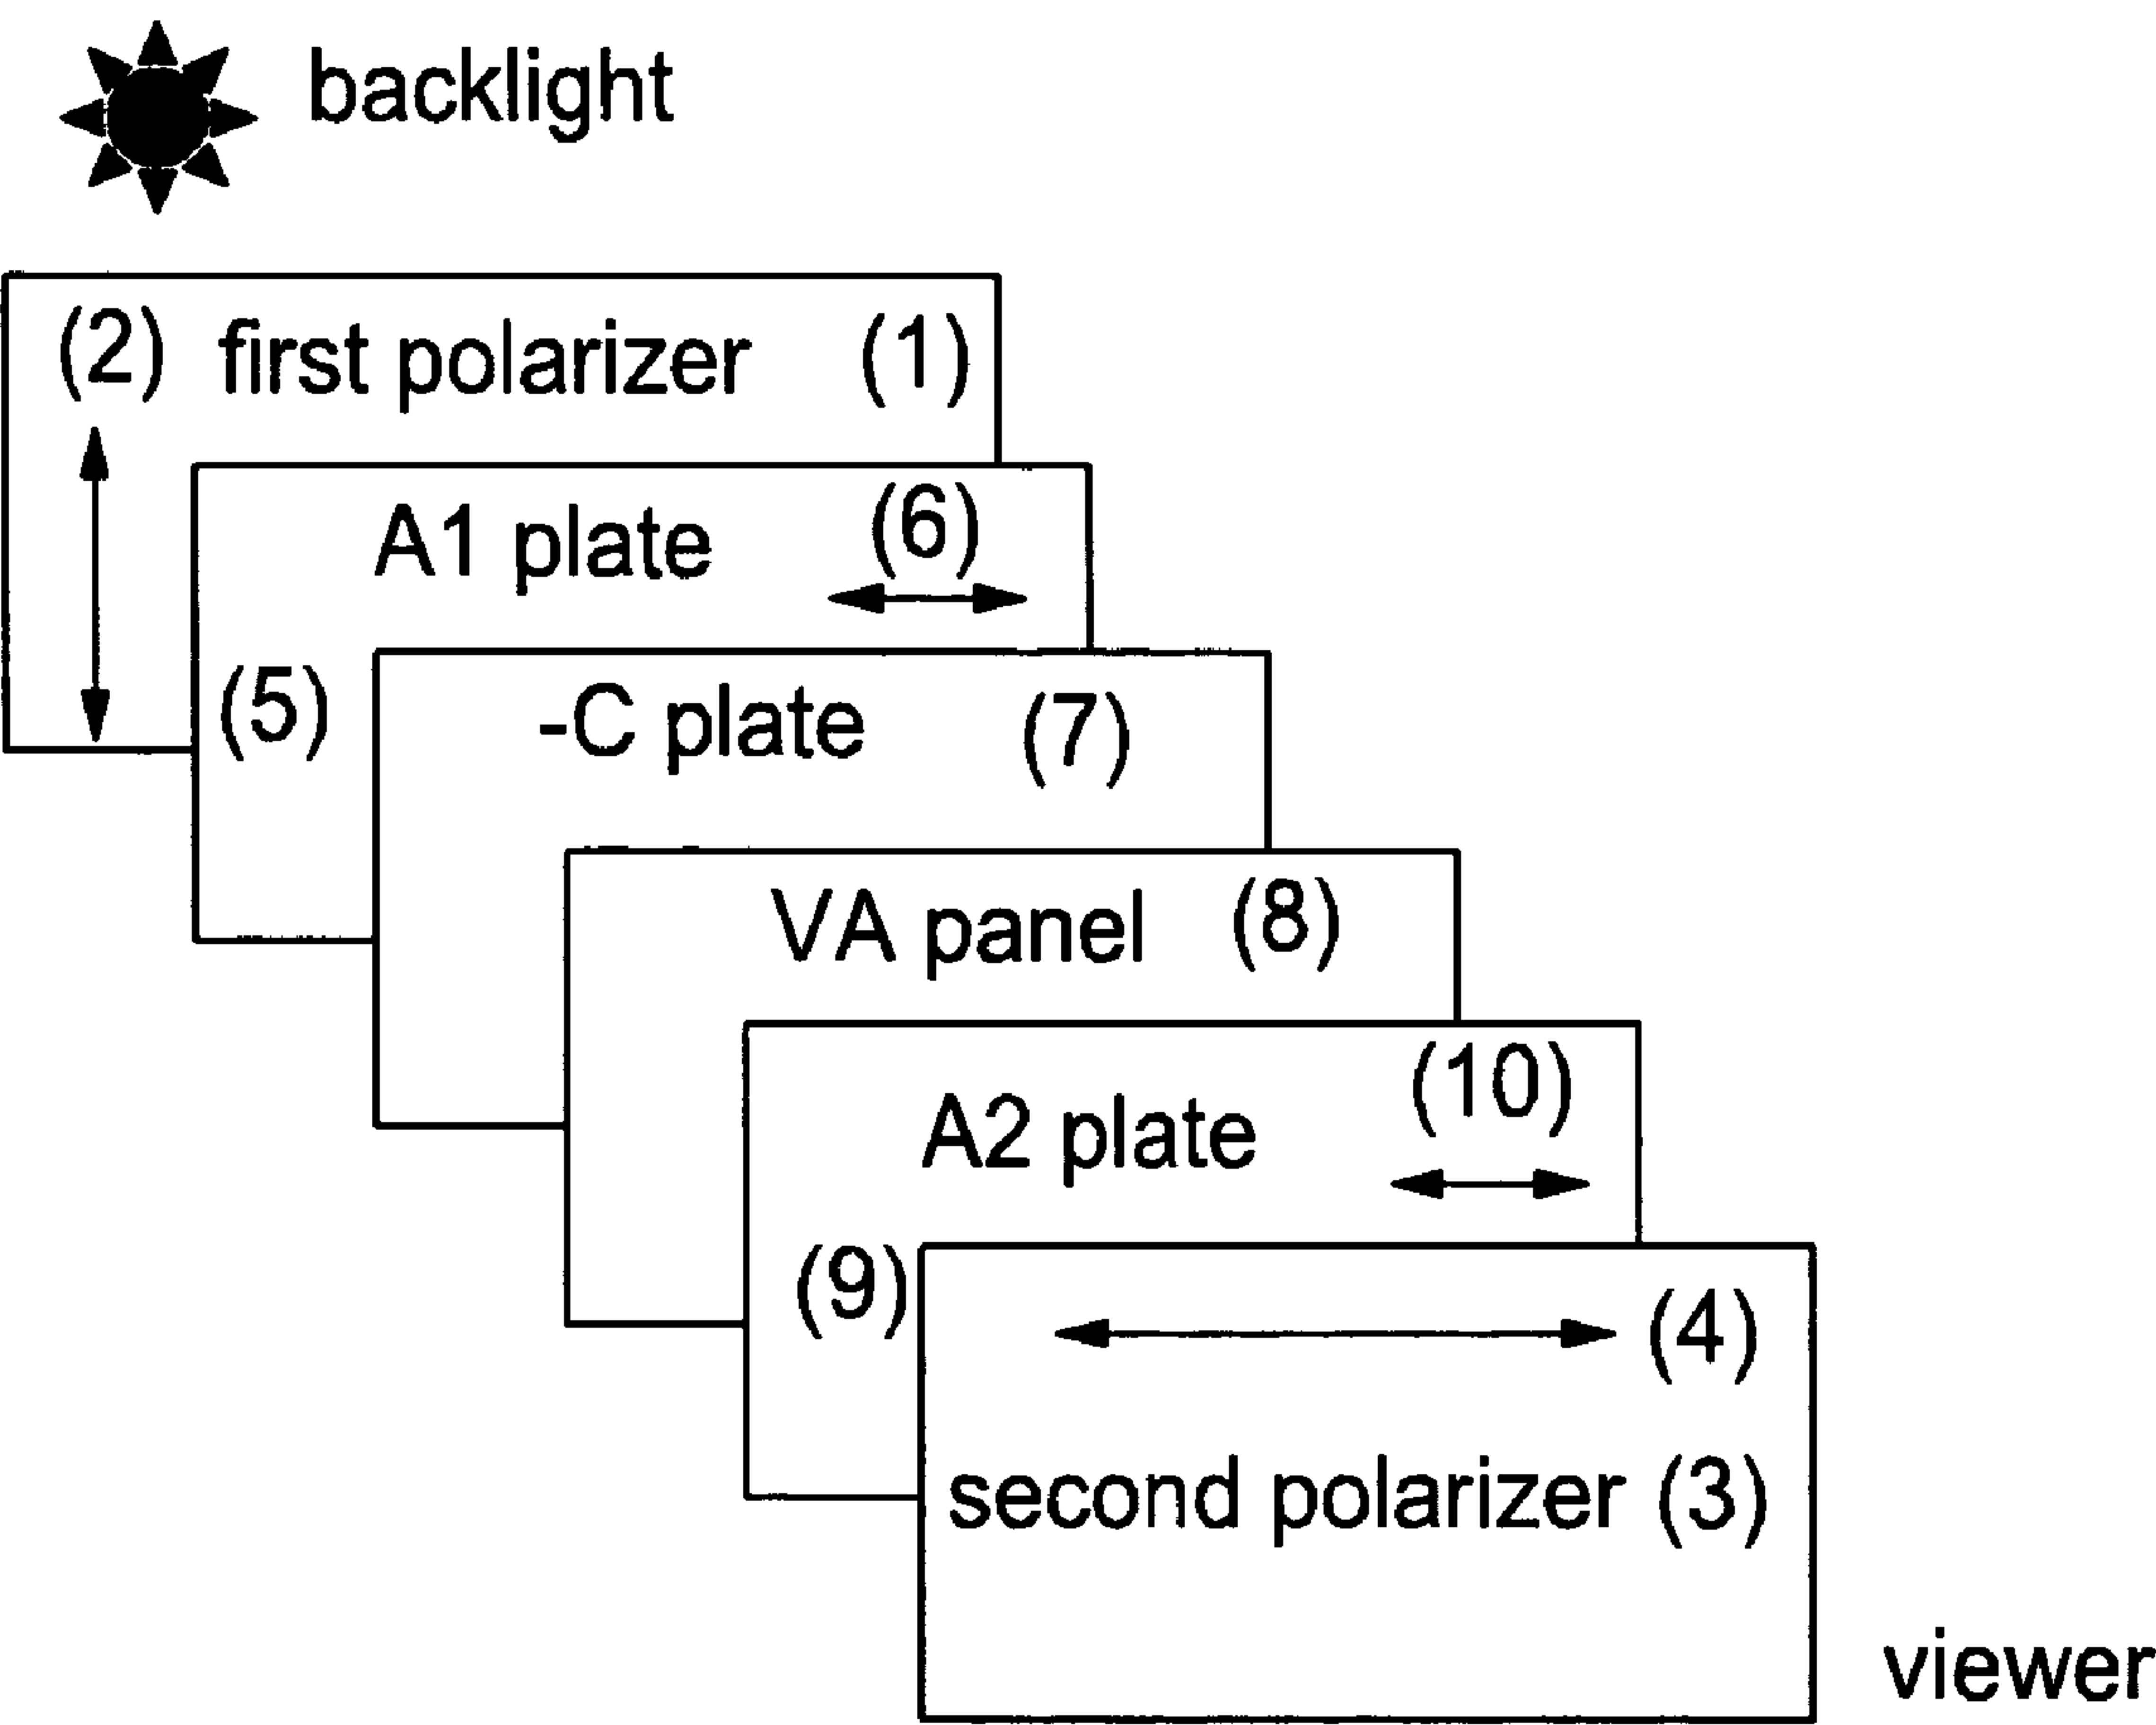 backlight
(2) first polarizer (1)
A1 plate (6)
(5)
-C plate (7)
VA panel (8)
(10)
A2 plate
(9)
(4)
second polarizer (3)
viewer